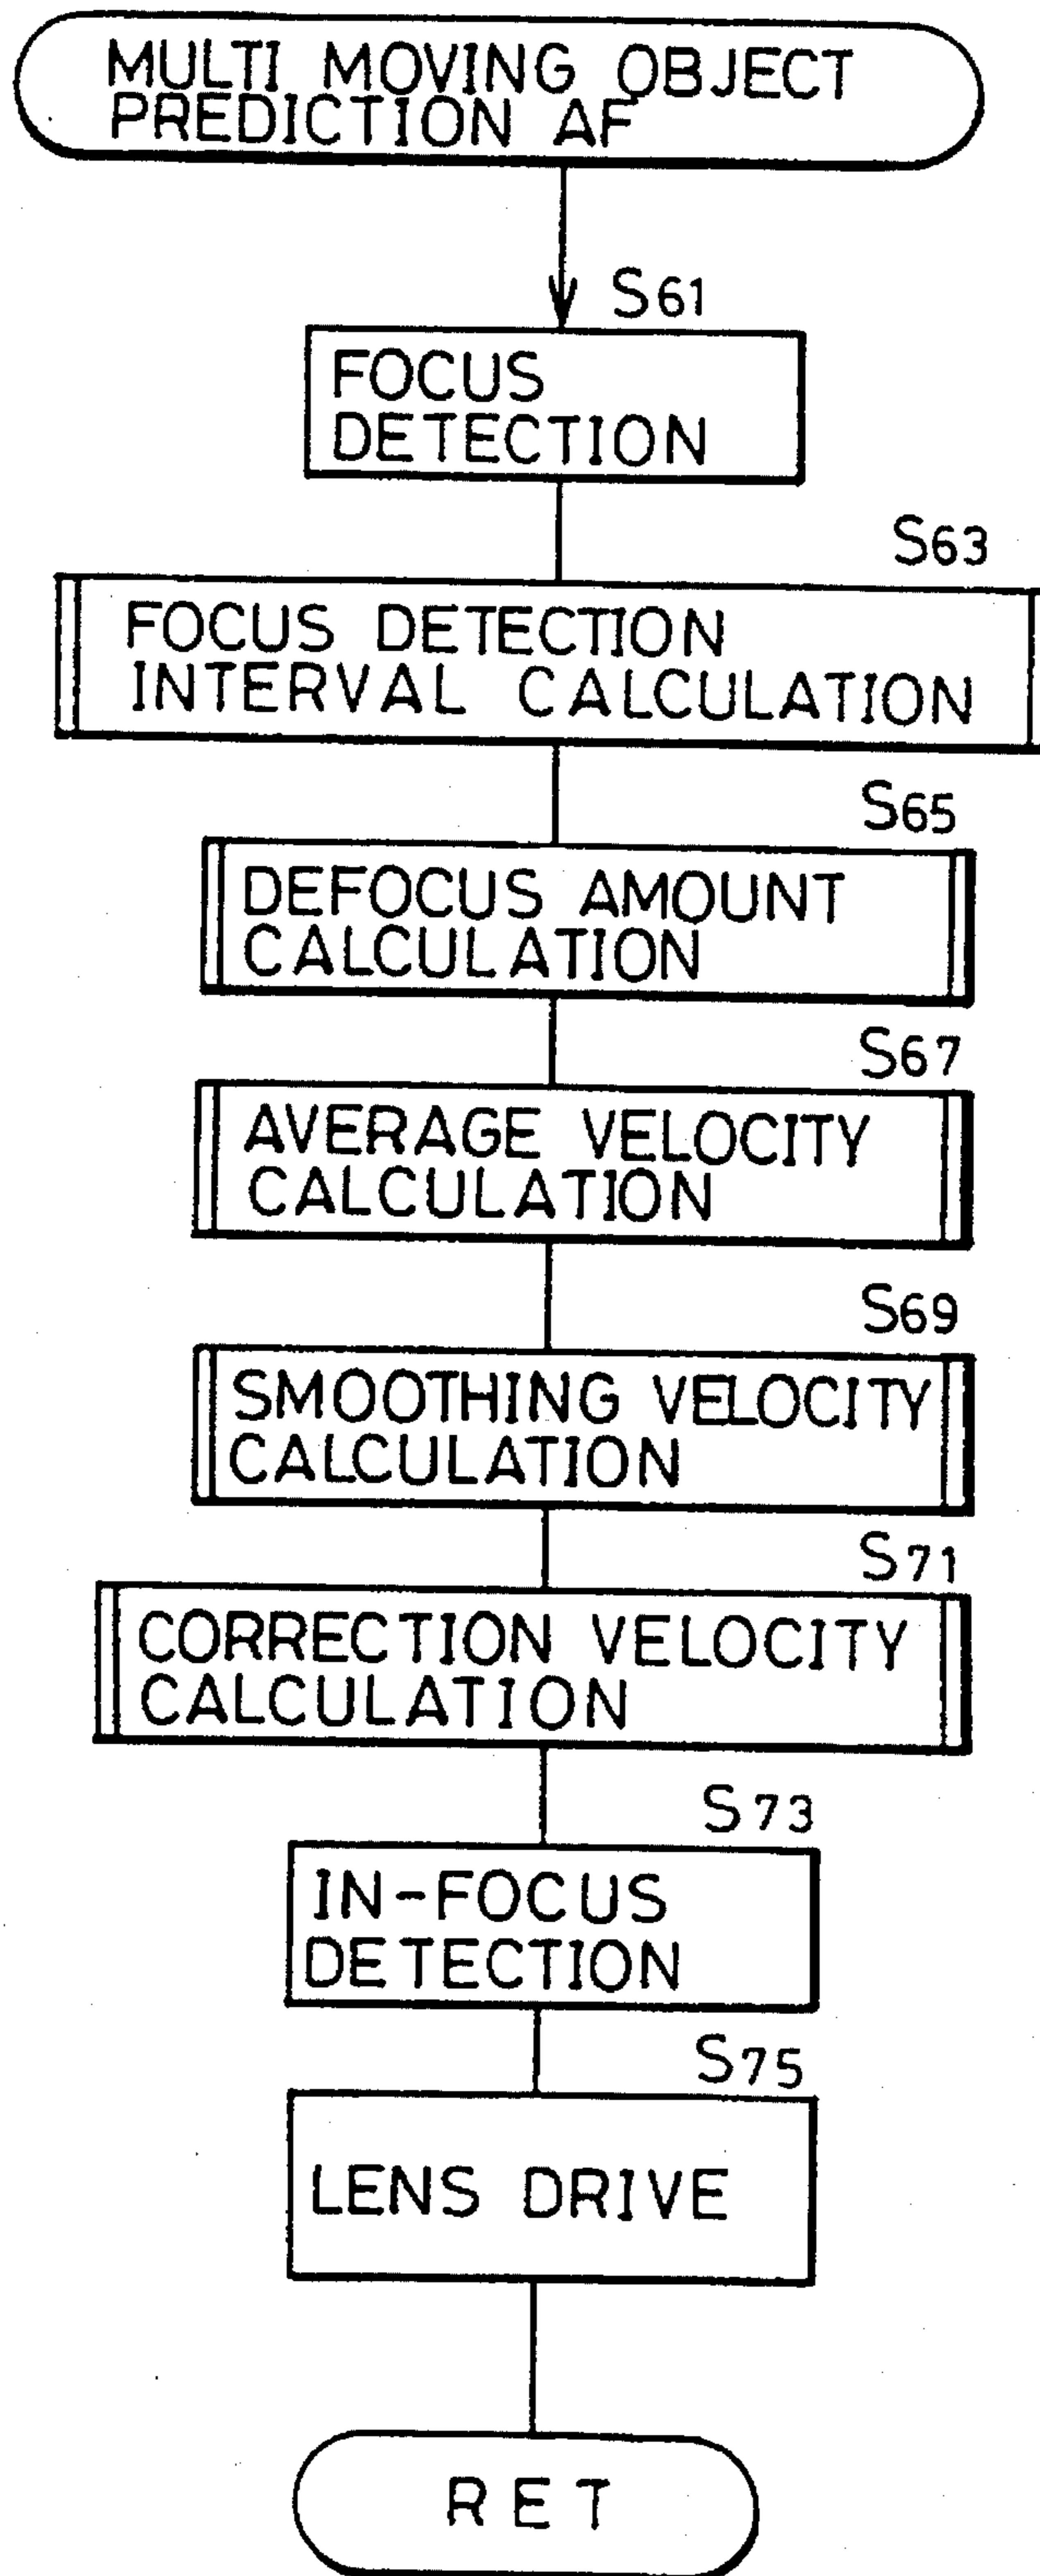 MULTI MOVING OBJECT
PREDICTION AF
S61
FOCUS
DETECTION
S63
FOCUS DETECTION
INTERVAL CALCULATION
S65
DEFOCUS AMOUNT
CALCULATION
S67
AVERAGE VELOCITY
CALCULATION
S69
SMOOTHING VELOCITY
CALCULATION
S71
CORRECTION VELOCITY
CALCULATION
S73
IN-FOCUS
DETECTION
S75
LENS DRIVE
RET